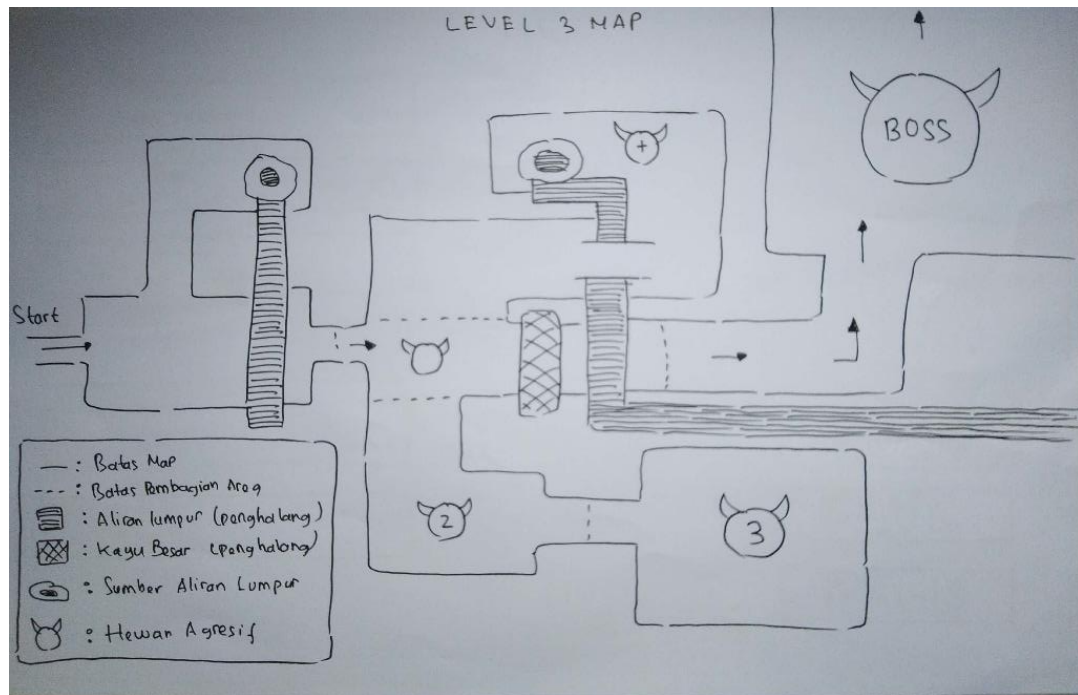 LEVEL 3 MAP
BOSS
+
Start
2
3
— : Batas Map
---- : Batas Pembagian Area
: Aliran lumpur (penghalang)
: Kayu Besar (penghalang)
: Sumber Aliran Lumpur
: Hewan Agresif